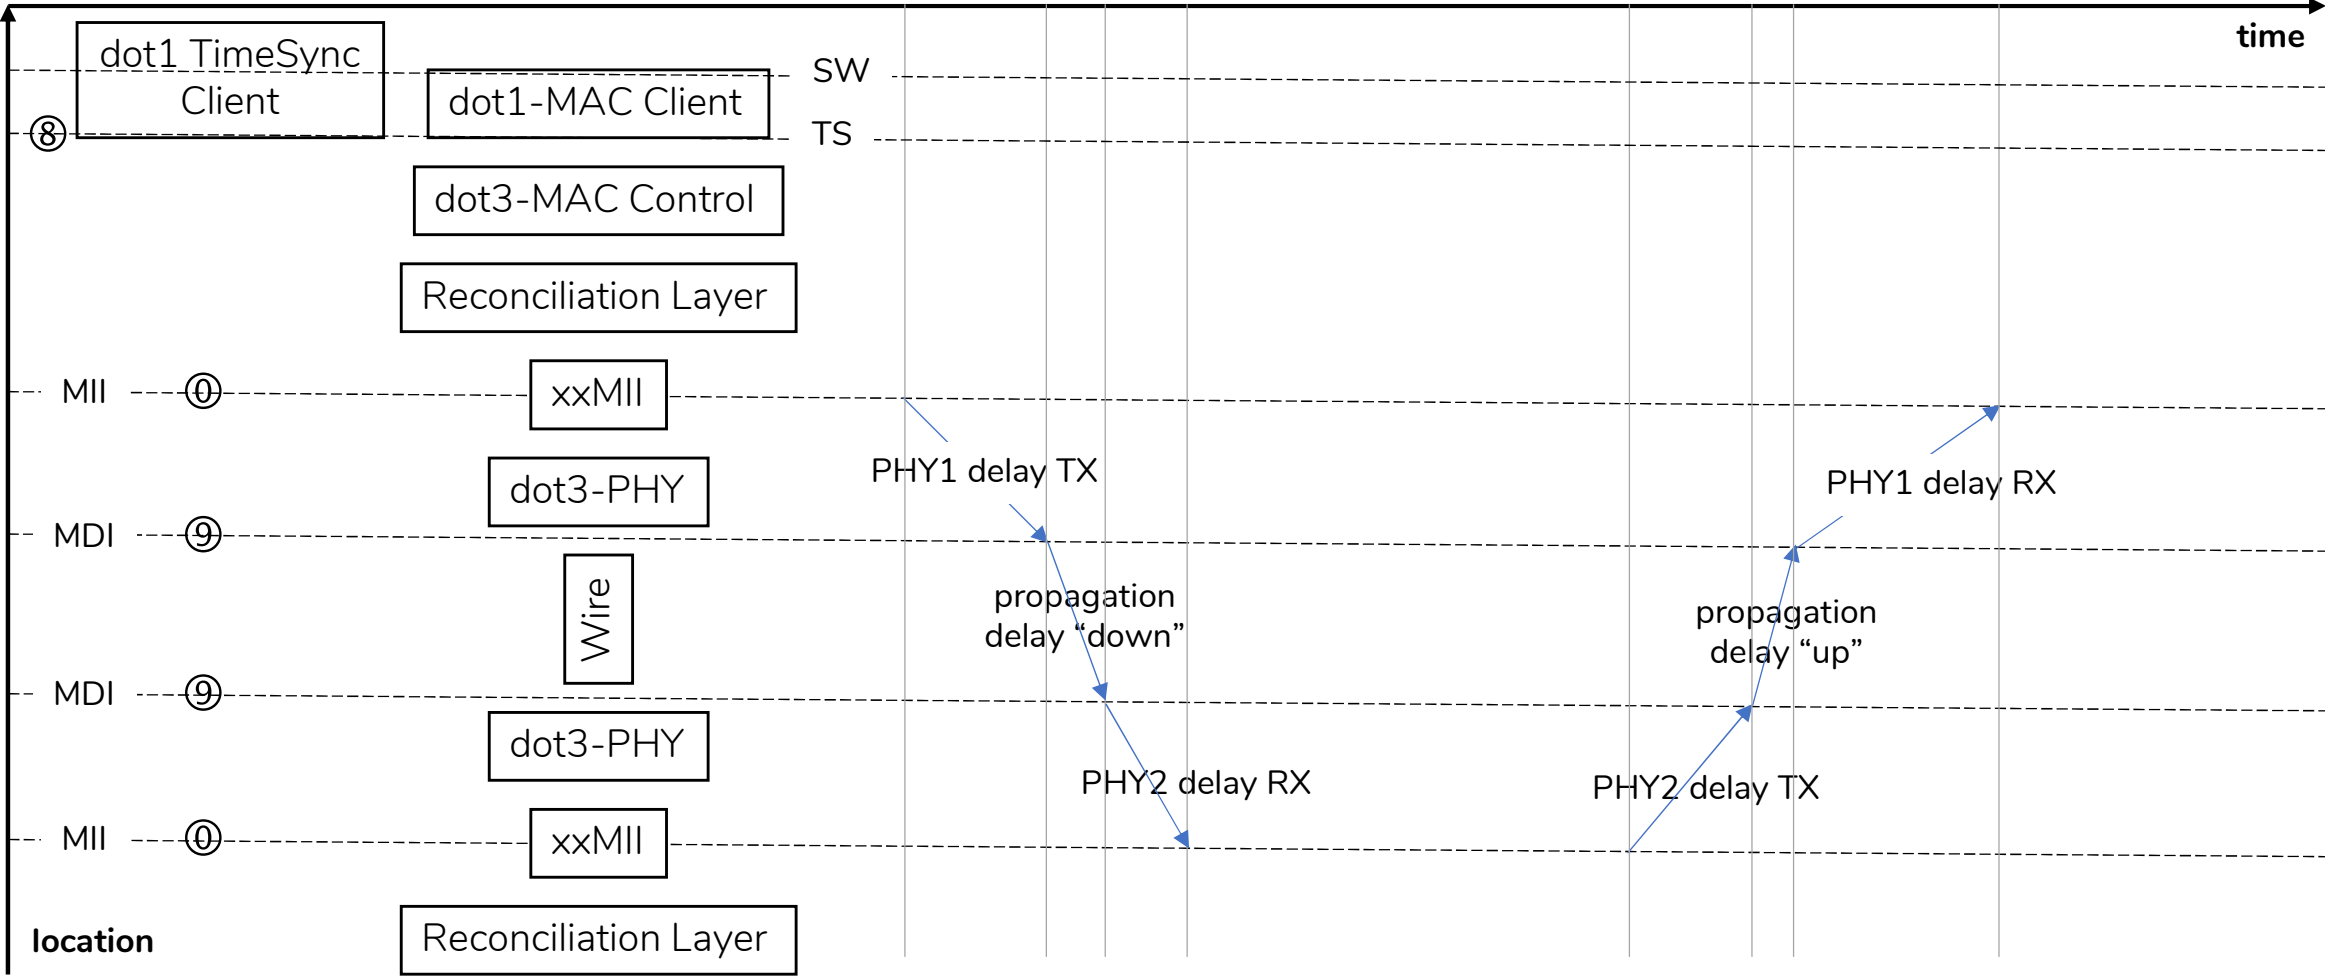 time
dot1 TimeSync
Client
SW
dot1-MAC Client
8
TS
dot3-MAC Control
Reconciliation Layer
MII
0
xxMII
PHY1 delay TX
PHY1 delay RX
dot3-PHY
MDI
9
Wire
propagation
delay “down”
propagation
delay “up”
MDI
9
dot3-PHY
PHY2 delay RX
PHY2 delay TX
MII
0
xxMII
location
Reconciliation Layer